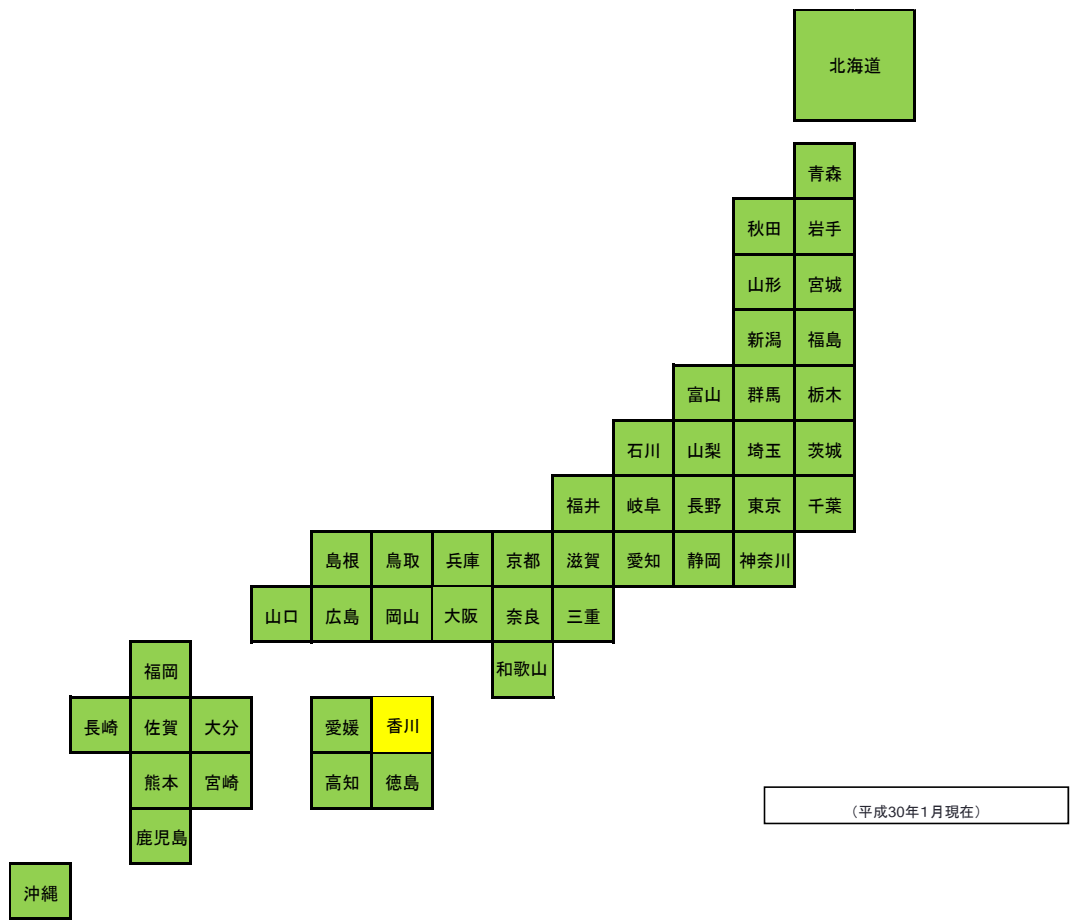 北海道
青森
秋田 岩手
山形 宮城
新潟 福島
富山 群馬 栃木
石川 山梨 埼玉 茨城
福井 岐阜 長野 東京 千葉
島根 鳥取 兵庫 京都 滋賀 愛知 静岡 神奈川
山口 広島 岡山 大阪 奈良 三重
福岡 和歌山
長崎 佐賀 大分 愛媛 香川
熊本 宮崎 高知 徳島
(平成30年1月現在)
鹿児島
沖縄